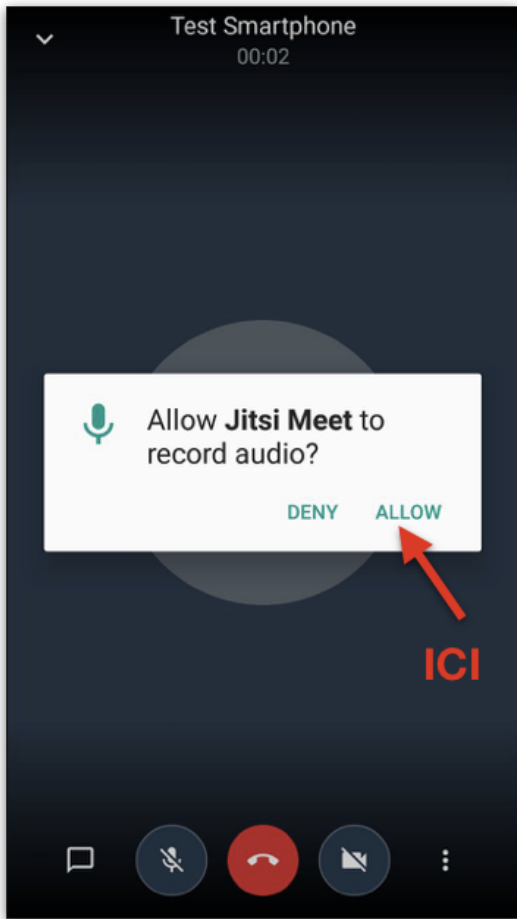 Test Smartphone
00:02
Allow Jitsi Meet to
record audio?
DENY ALLOW
ICI